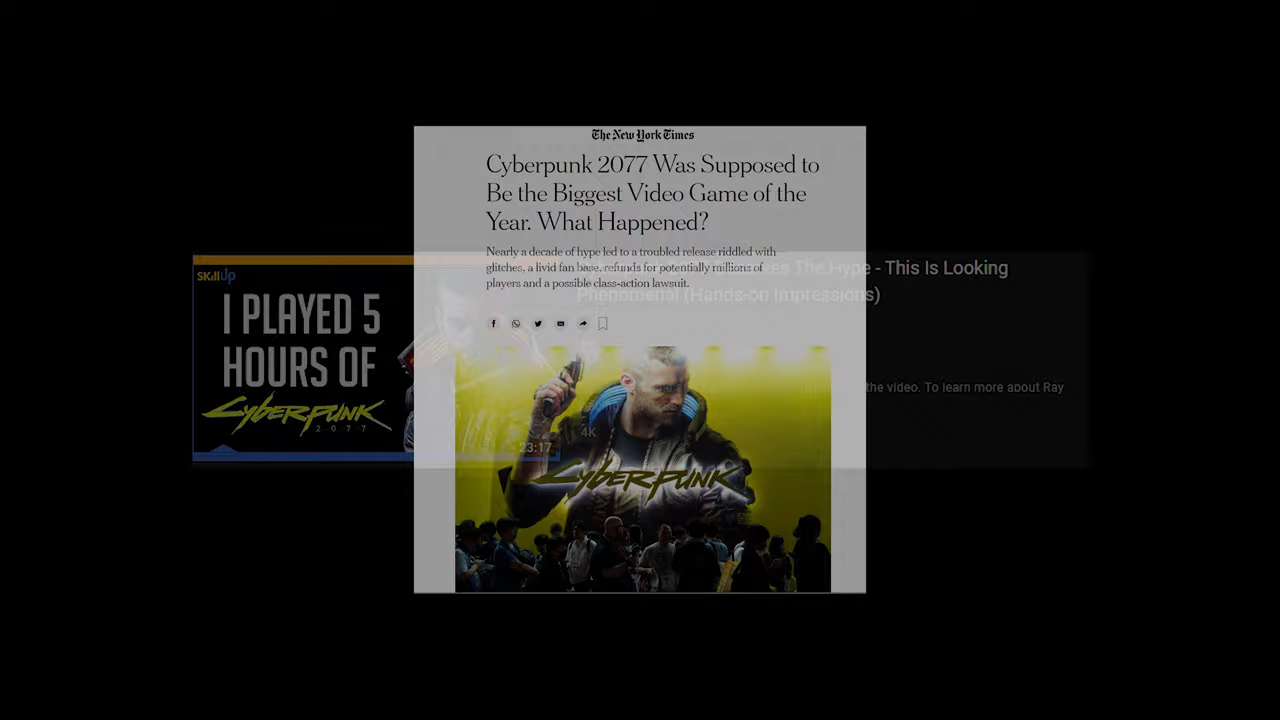 The New York Times
Cyberpunk 2077 Was Supposed to
Be the Biggest Video Game of the
Year. What Happened?
Nearly a decade of hype led to a troubled release riddled with
glitches, a livid fan base, refunds for potentially millions of
players and a possible class-action lawsuit.
SkillUp
I PLAYED 5
HOURS OF
CYBERPUNK
2077
The Hype - This Is Looking
Phenomenal (Hands-on Impressions)
the video. To learn more about Ray
4K
23:17
CYBERPUNK